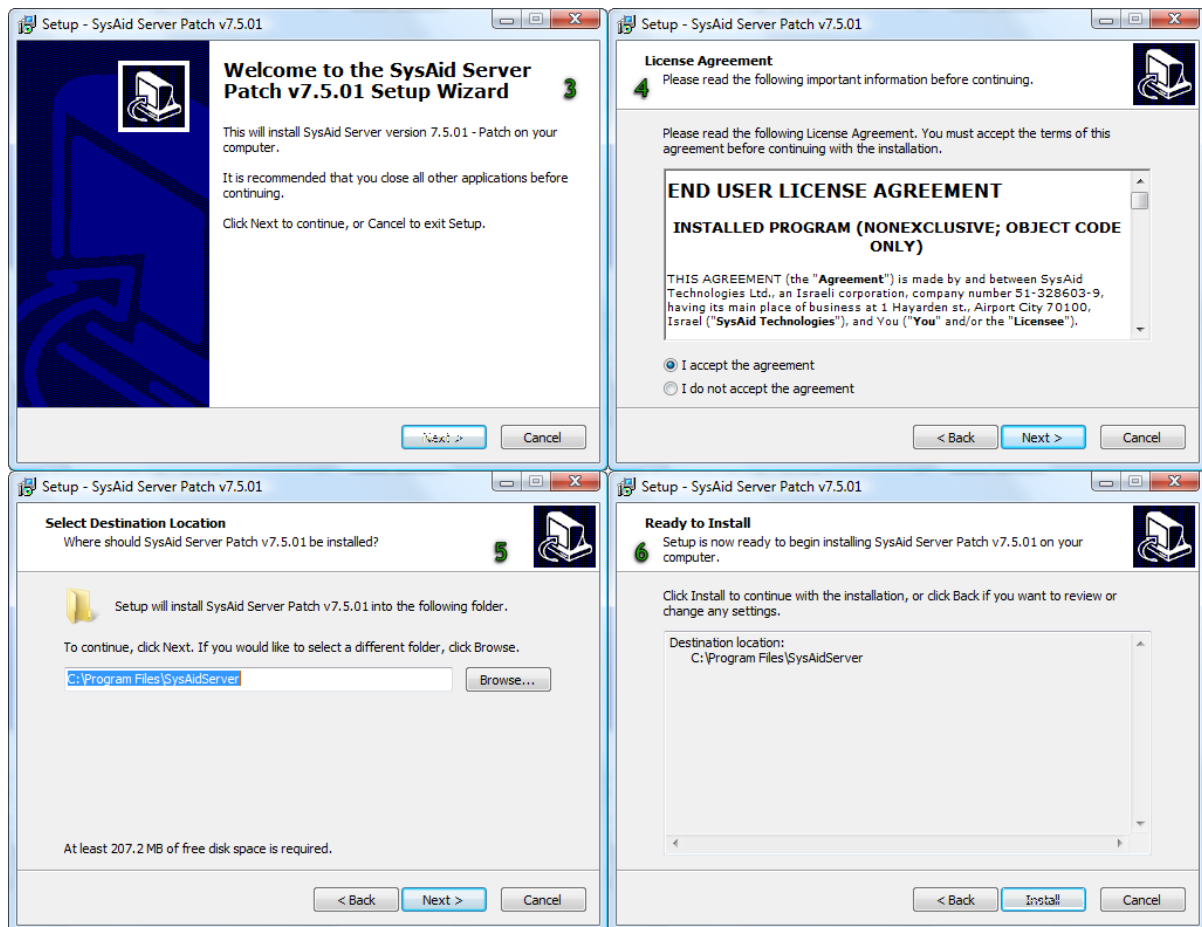 Setup - SysAid Server Patch v7.5.01
Welcome to the SysAid Server
Patch v7.5.01 Setup Wizard
3
This will install SysAid Server version 7.5.01 - Patch on your
computer.
It is recommended that you close all other applications before
continuing.
Click Next to continue, or Cancel to exit Setup.
Next >
Cancel
Setup - SysAid Server Patch v7.5.01
License Agreement
4
Please read the following important information before continuing.
Please read the following License Agreement. You must accept the terms of this
agreement before continuing with the installation.
END USER LICENSE AGREEMENT
INSTALLED PROGRAM (NONEXCLUSIVE; OBJECT CODE
ONLY)
THIS AGREEMENT (the "Agreement") is made by and between SysAid
Technologies Ltd., an Israeli corporation, company number 51-328603-9,
having its main place of business at 1 Hayarden st., Airport City 70100,
Israel ("SysAid Technologies"), and You ("You" and/or the "Licensee").
I accept the agreement
I do not accept the agreement
< Back
Next >
Cancel
Setup - SysAid Server Patch v7.5.01
Select Destination Location
Where should SysAid Server Patch v7.5.01 be installed?
5
Setup will install SysAid Server Patch v7.5.01 into the following folder.
To continue, click Next. If you would like to select a different folder, click Browse.
C:\Program Files\SysAidServer
Browse...
At least 207.2 MB of free disk space is required.
< Back
Next >
Cancel
Setup - SysAid Server Patch v7.5.01
Ready to Install
6
Setup is now ready to begin installing SysAid Server Patch v7.5.01 on your
computer.
Click Install to continue with the installation, or click Back if you want to review or
change any settings.
Destination location:
C:\Program Files\SysAidServer
< Back
Install
Cancel